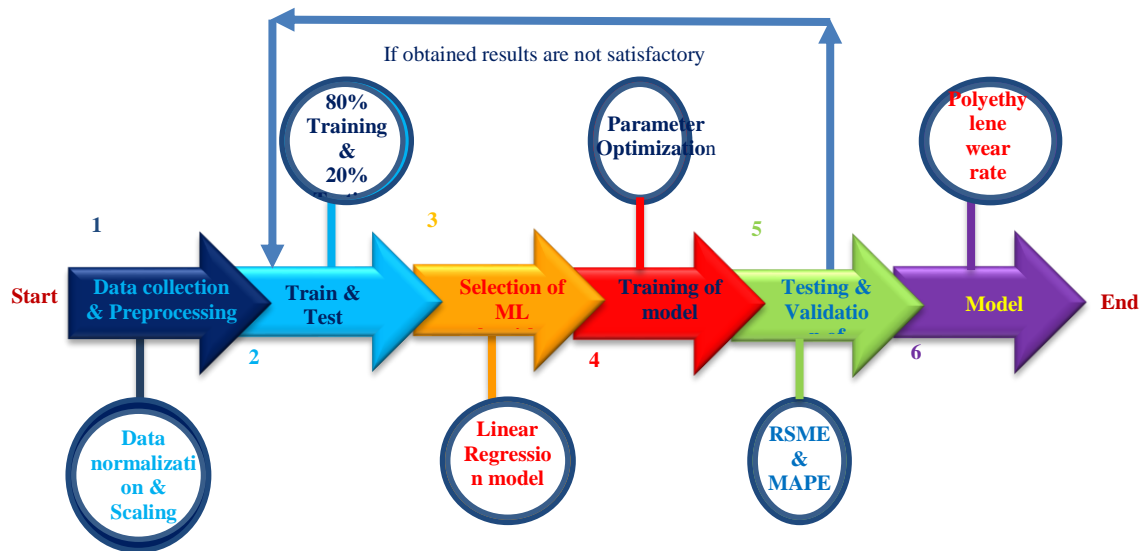 If obtained results are not satisfactory
80%
Training
&
20%
Parameter
Optimization
Polyethy
lene
wear
rate
1
3
5
Start
Data collection
& Preprocessing
Train &
Test
Selection of
ML
Training of
model
Testing &
Validatio
Model
End
2
4
6
Data
normalizati
on &
Scaling
Linear
Regressio
n model
RSME
&
MAPE